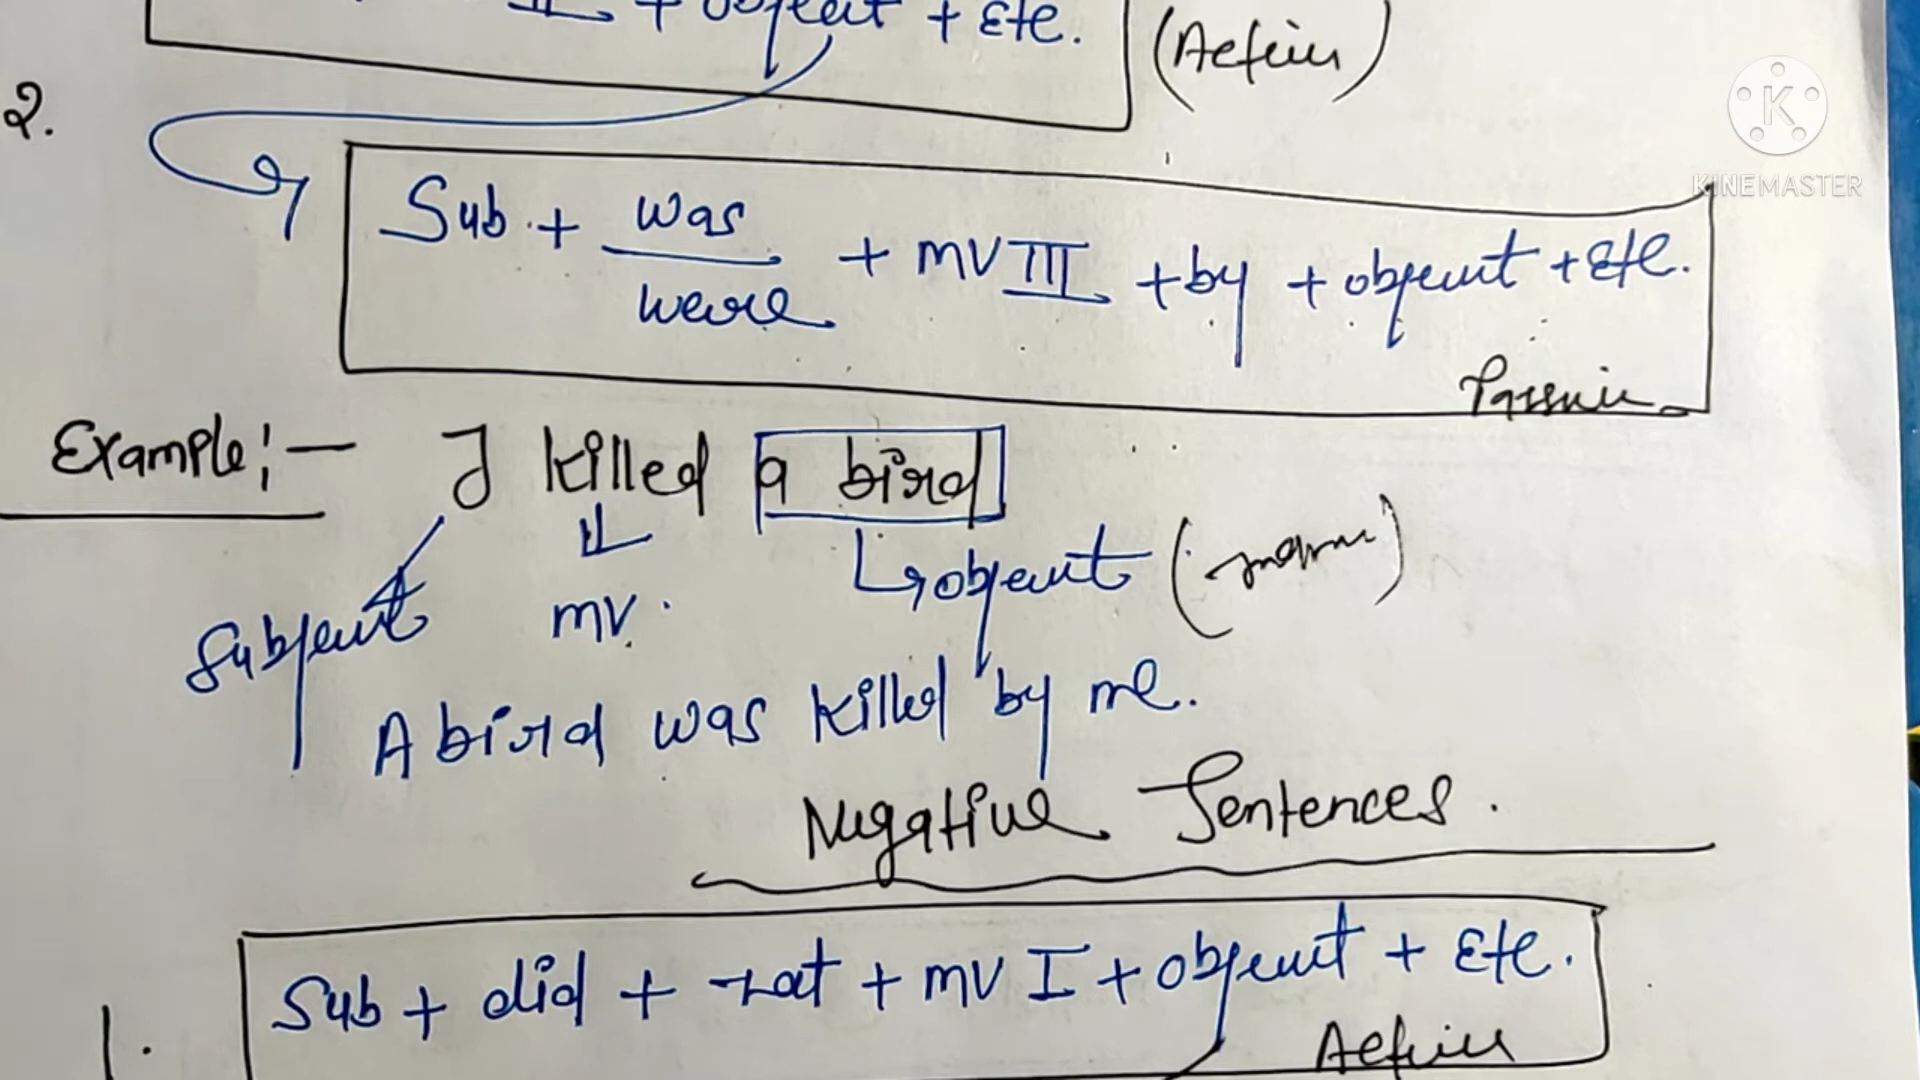 + object + Etc. (Active)
2.
Sub + was + MV III + by + object + Etc.
were
Passive
Example:- I killed a bird
Subject MV. object
A bird was killed by me.
Negative Sentences.
1. Sub + did + not + MV I + object + Etc.
Active
KINEMASTER